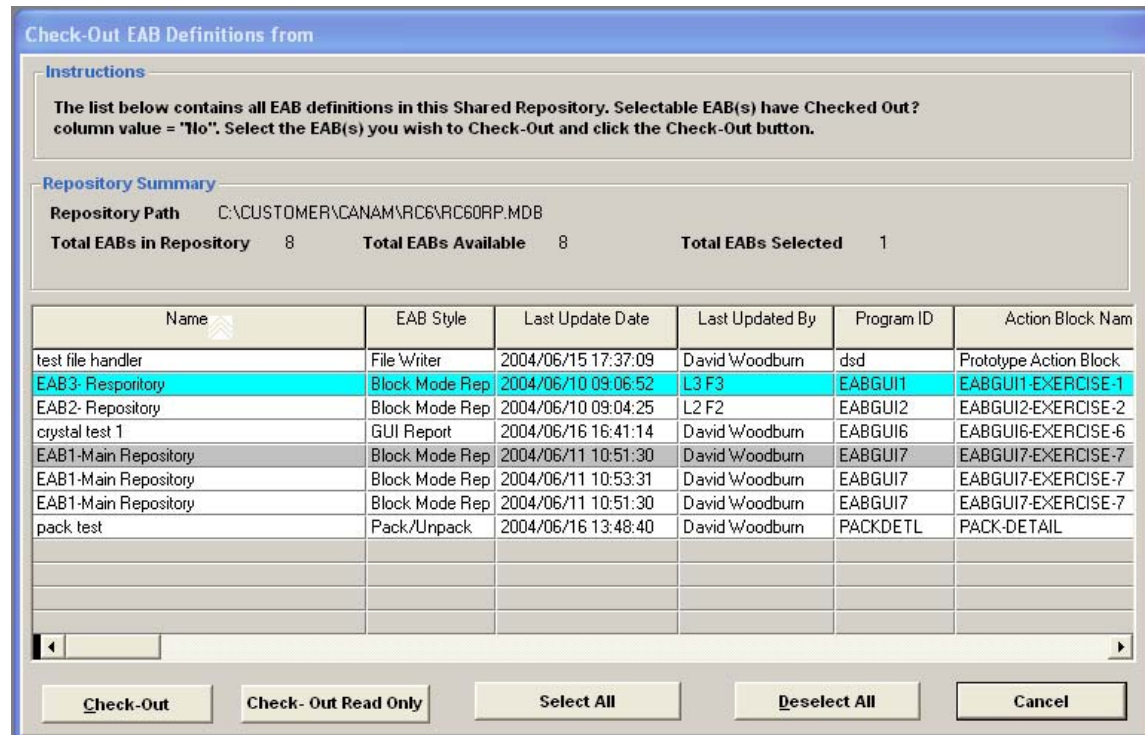 Check-Out EAB Definitions from
Instructions
The list below contains all EAB definitions in this Shared Repository. Selectable EAB(s) have Checked Out?
column value = "No". Select the EAB(s) you wish to Check-Out and click the Check-Out button.
Repository Summary
Repository Path C:\CUSTOMER\CANAM\RC6\RC60RP.MDB
Total EABs in Repository 8 Total EABs Available 8 Total EABs Selected 1
Name EAB Style Last Update Date Last Updated By Program ID Action Block Nam
test file handler File Writer 2004/06/15 17:37:09 David Woodburn dsd Prototype Action Block
EAB3- Resporitory Block Mode Rep 2004/06/10 09:06:52 L3 F3 EABGUI1 EABGUI1-EXERCISE-1
EAB2- Repository Block Mode Rep 2004/06/10 09:04:25 L2 F2 EABGUI2 EABGUI2-EXERCISE-2
crystal test 1 GUI Report 2004/06/16 16:41:14 David Woodburn EABGUI6 EABGUI6-EXERCISE-6
EAB1-Main Repository Block Mode Rep 2004/06/11 10:51:30 David Woodburn EABGUI7 EABGUI7-EXERCISE-7
EAB1-Main Repository Block Mode Rep 2004/06/11 10:53:31 David Woodburn EABGUI7 EABGUI7-EXERCISE-7
EAB1-Main Repository Block Mode Rep 2004/06/11 10:51:30 David Woodburn EABGUI7 EABGUI7-EXERCISE-7
pack test Pack/Unpack 2004/06/16 13:48:40 David Woodburn PACKDETL PACK-DETAIL
Check-Out Check- Out Read Only Select All Deselect All Cancel